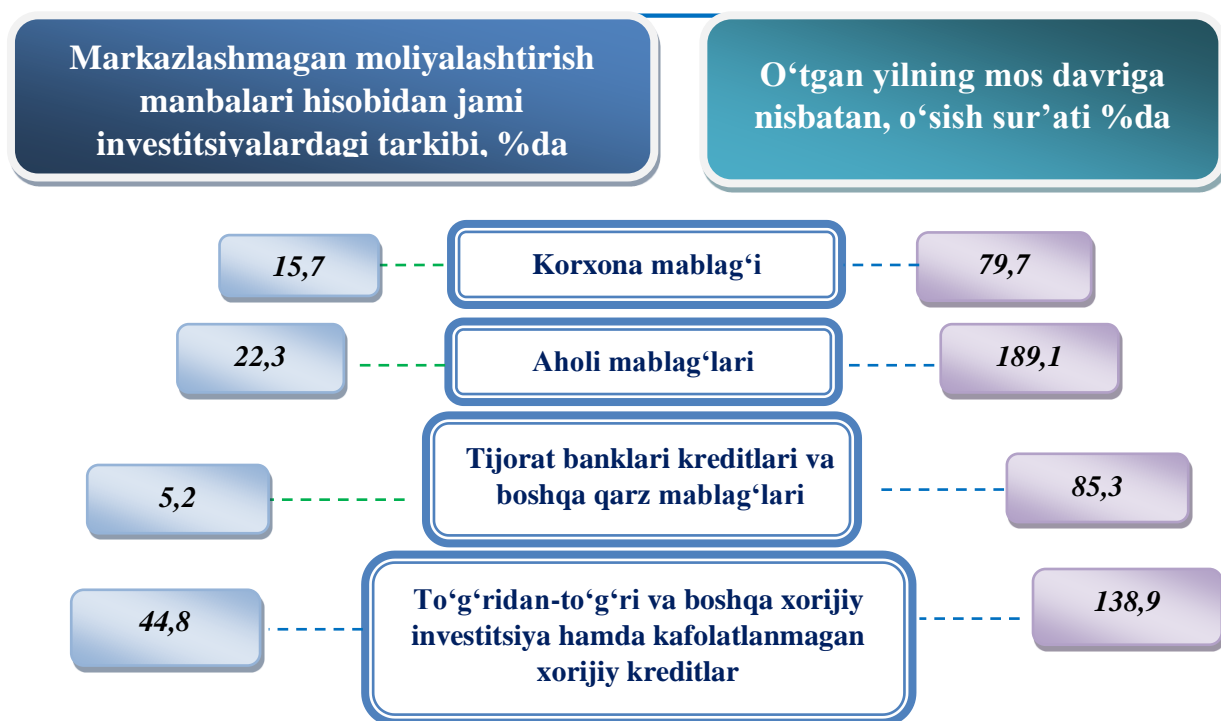 Markazlashmagan moliyalashtirish
manbalari hisobidan jami
investitsiyalardagi tarkibi, %da
O‘tgan yilning mos davriga
nisbatan, o‘sish sur’ati %da
15,7
Korxona mablag‘i
79,7
22,3
Aholi mablag‘lari
189,1
5,2
Tijorat banklari kreditlari va
boshqa qarz mablag‘lari
85,3
44,8
To‘g‘ridan-to‘g‘ri va boshqa xorijiy
investitsiya hamda kafolatlanmagan
xorijiy kreditlar
138,9